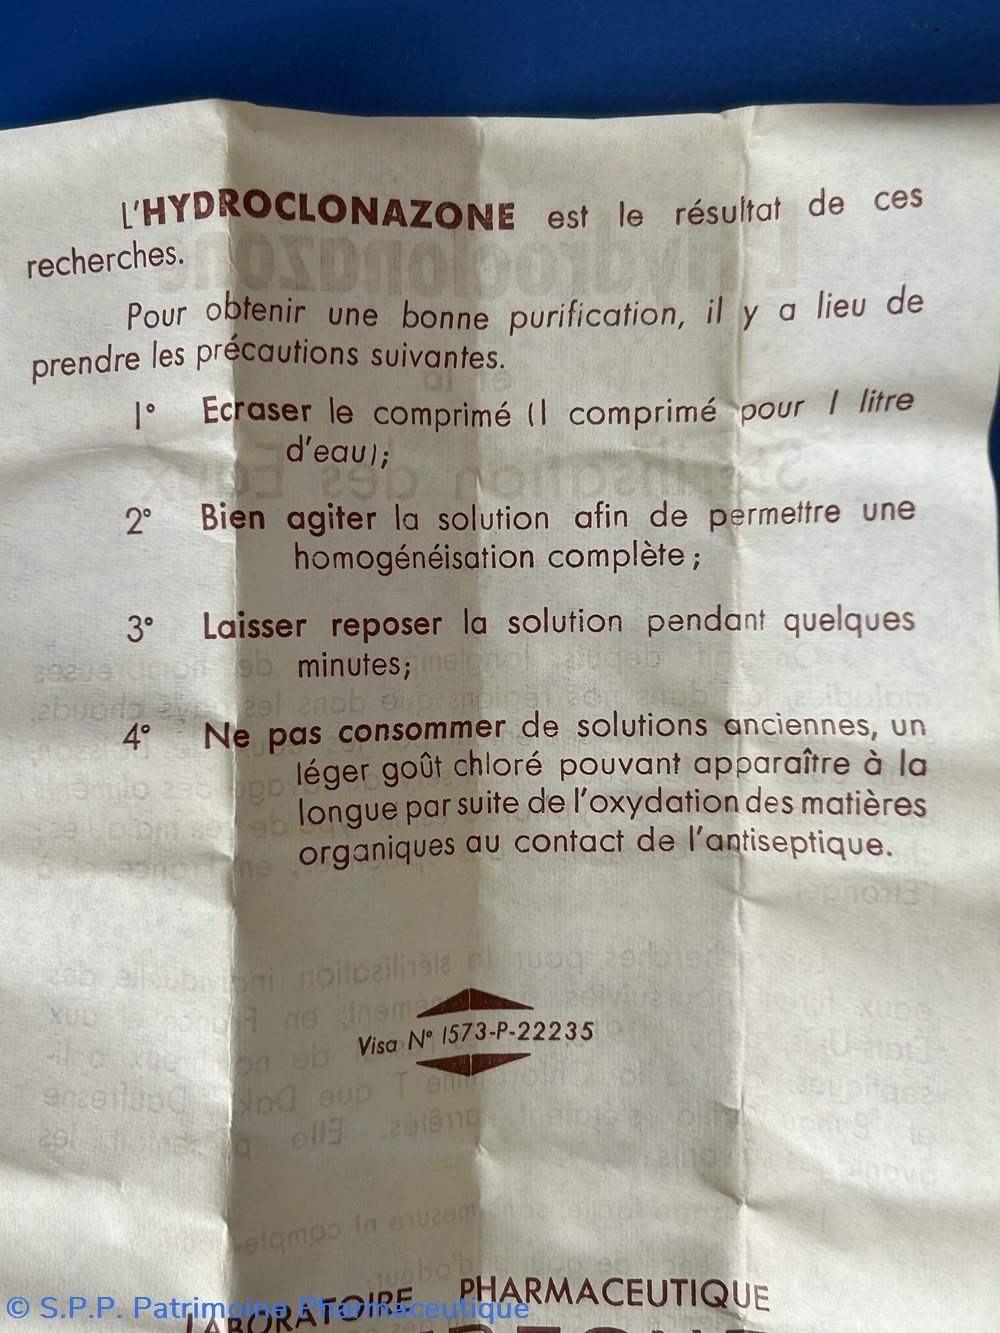 L'HYDROCLONAZONE est le résultat de ces
recherches.
Pour obtenir une bonne purification, il y a lieu de
prendre les précautions suivantes.
1° Ecraser le comprimé (1 comprimé pour 1 litre
d'eau);
2° Bien agiter la solution afin de permettre une
homogénéisation complète ;
3° Laisser reposer la solution pendant quelques
minutes;
4° Ne pas consommer de solutions anciennes, un
léger goût chloré pouvant apparaître à la
longue par suite de l'oxydation des matières
organiques au contact de l'antiseptique.
Visa N° 1573-P-22235
LABORATOIRE PHARMACEUTIQUE
© S.P.P. Patrimoine Pharmaceutique